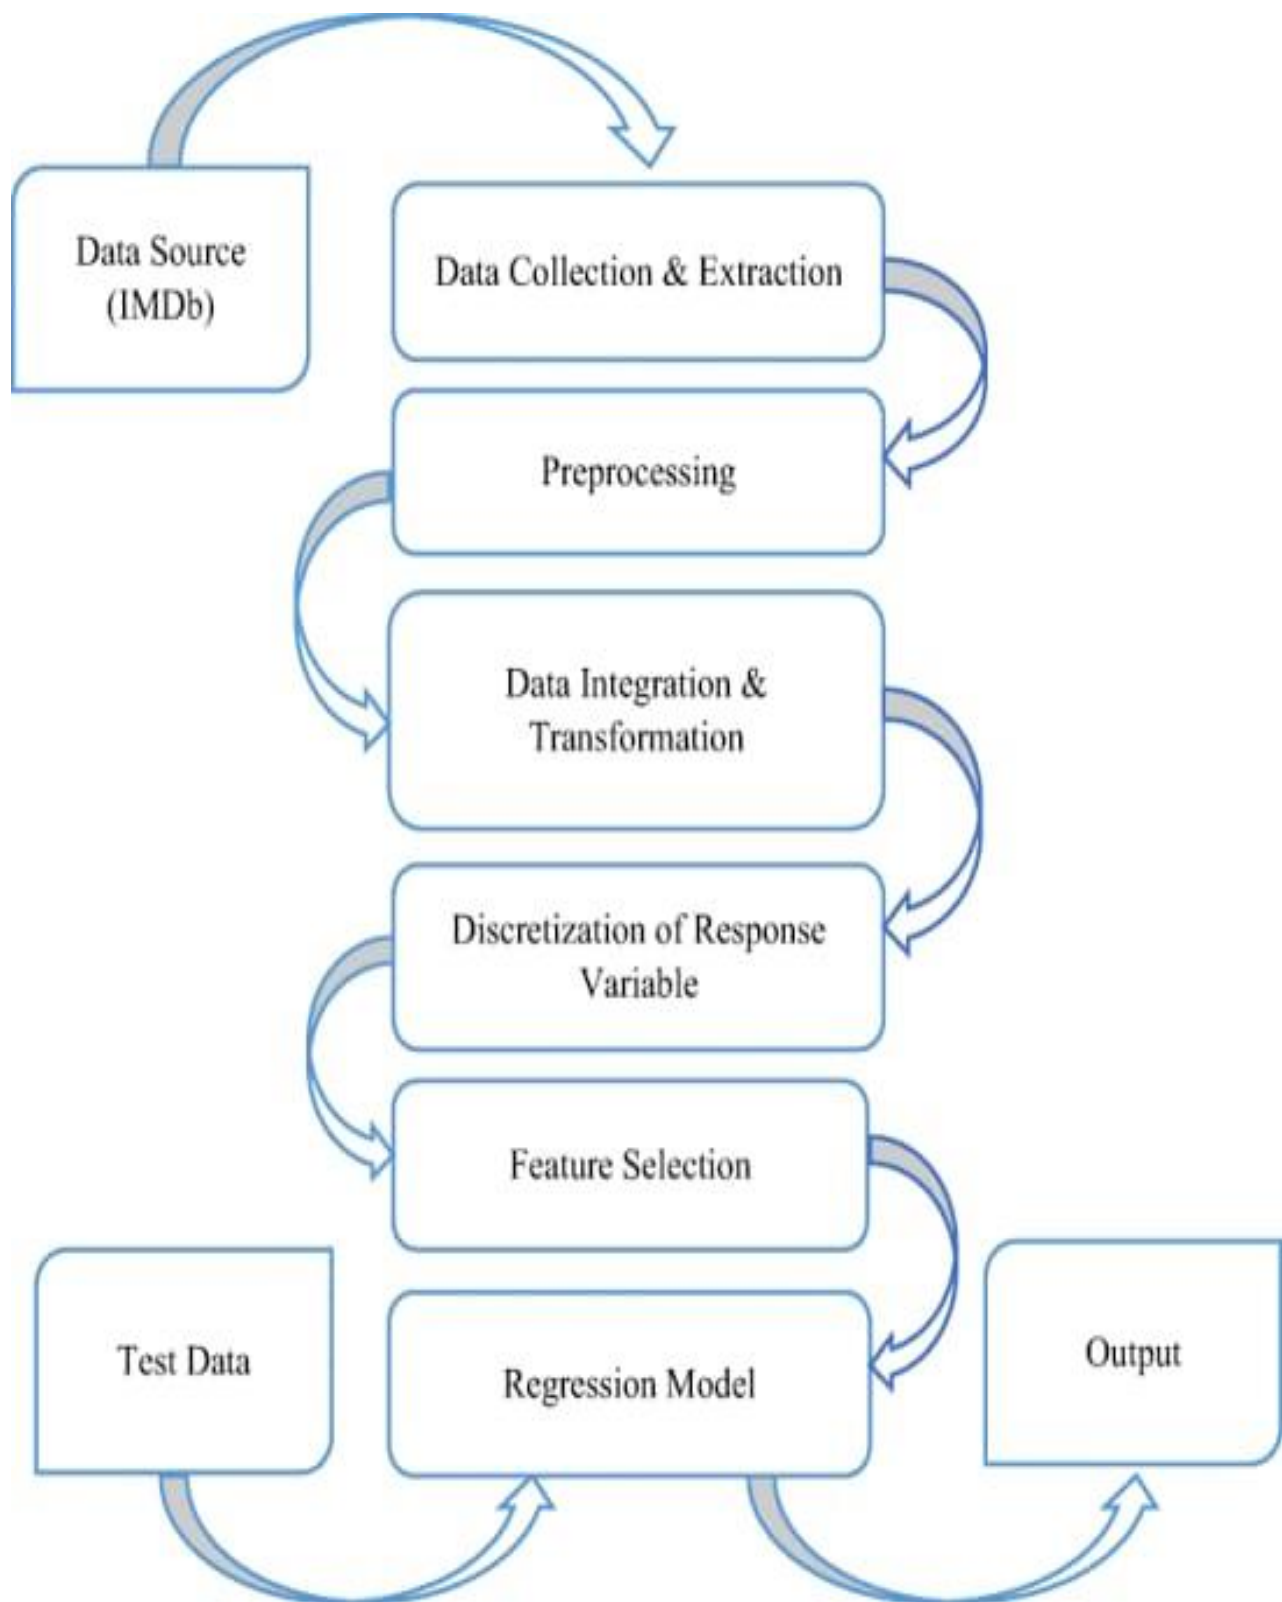 Data Source
(IMDb)
Data Collection & Extraction
Preprocessing
Data Integration &
Transformation
Discretization of Response
Variable
Feature Selection
Test Data
Regression Model
Output